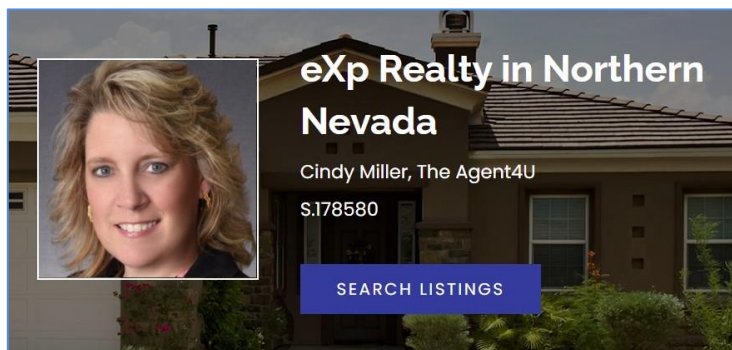 eXp Realty in Northern
Nevada
Cindy Miller, The Agent4U
S.178580
SEARCH LISTINGS